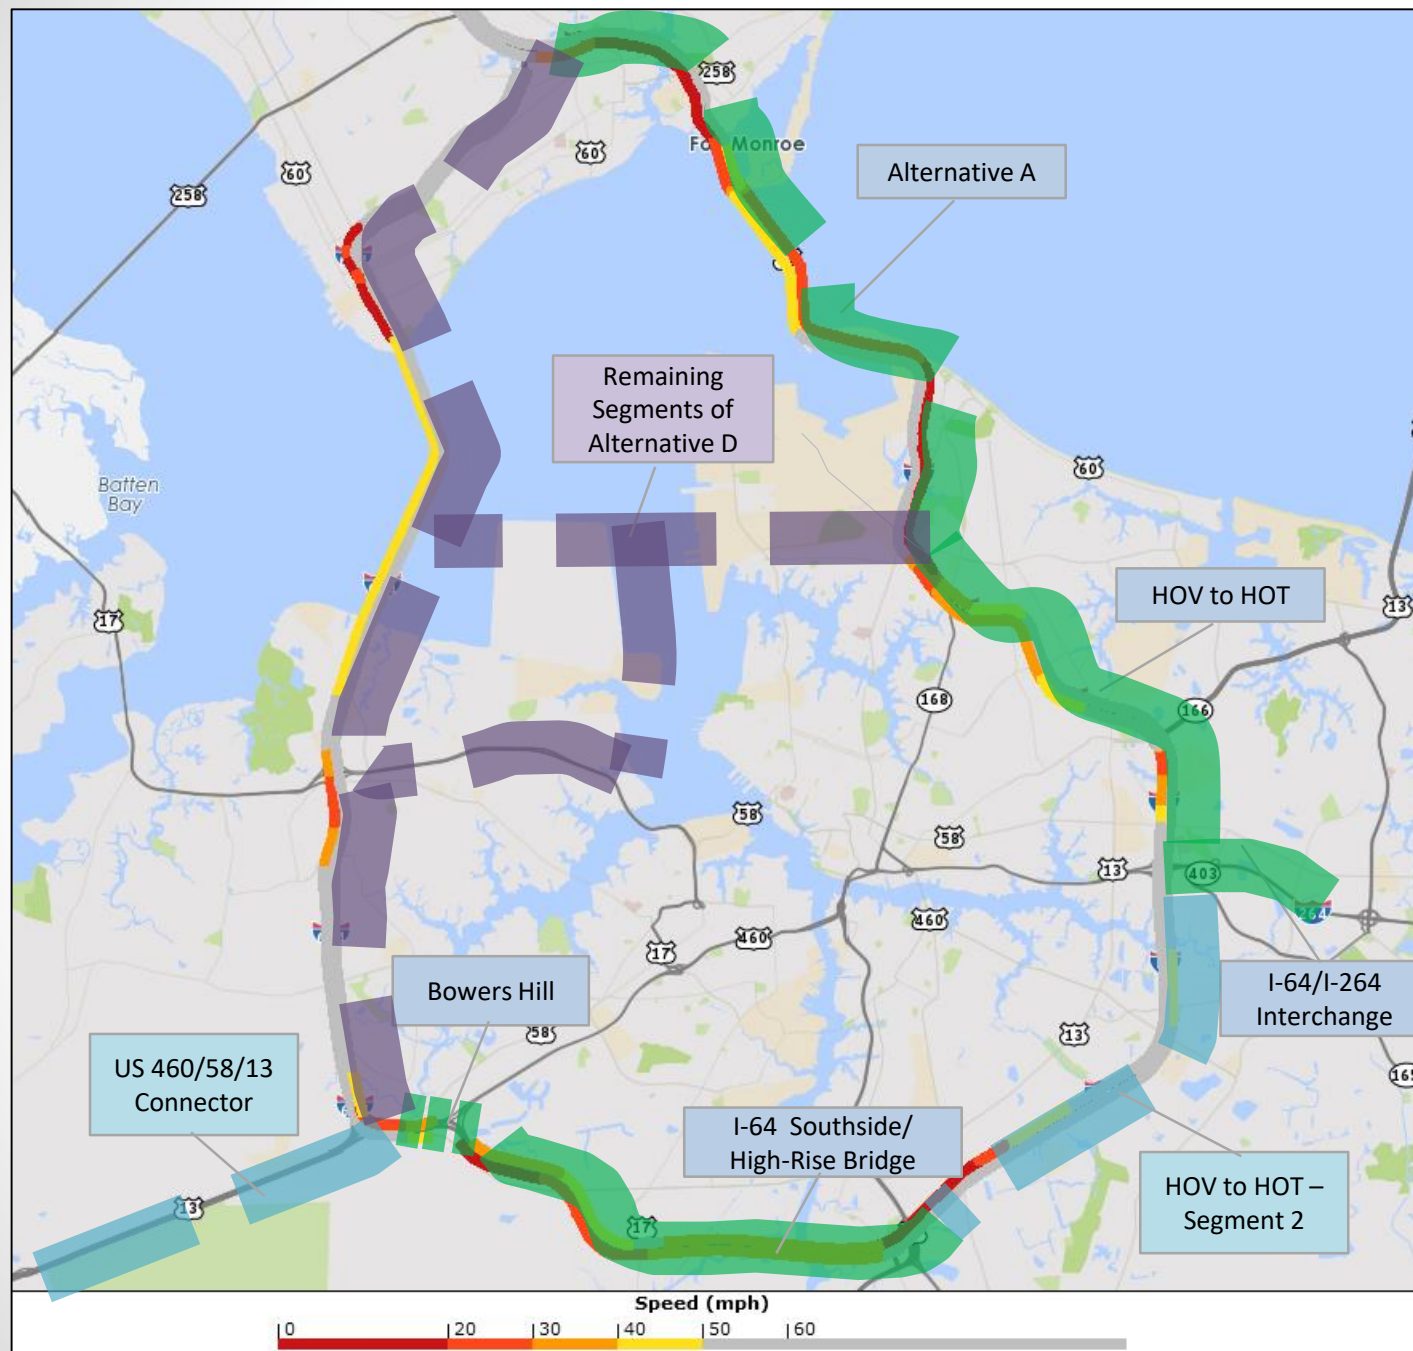 258
Monroe
60
60
258
Alternative A
Remaining
Segments of
Alternative D
Batten
Bay
60
17
HOV to HOT
13
168
166
58
58
13
403
264
460
460
17
I-64/I-264
Interchange
Bowers Hill
58
13
US 460/58/13
Connector
165
I-64 Southside/
High-Rise Bridge
HOV to HOT –
Segment 2
13
17
Speed (mph)
0 20 30 40 50 60